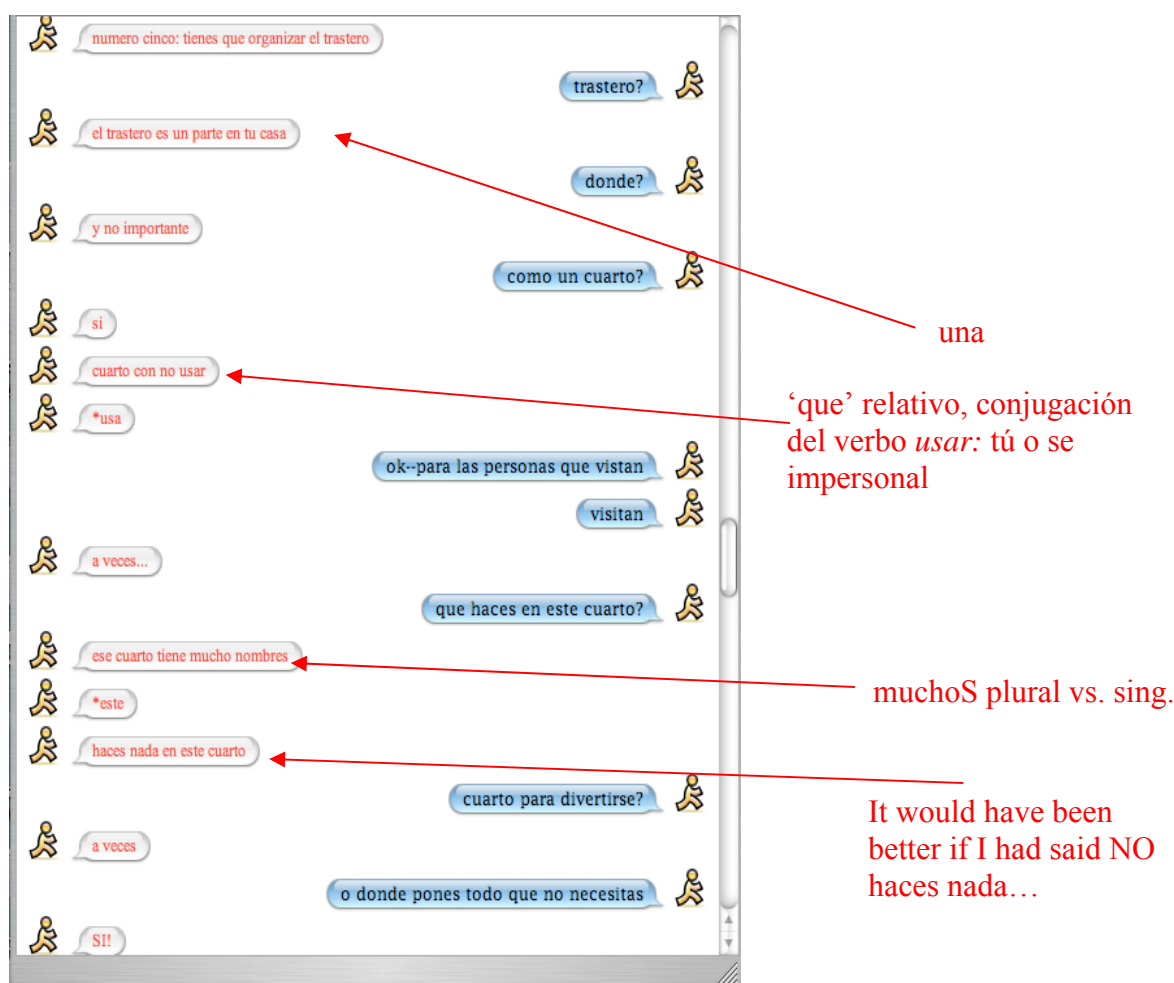 numero cinco: tienes que organizar el trastero
trastero?
el trastero es un parte en tu casa
donde?
y no importante
como un cuarto?
si
cuarto con no usar
*usa
ok--para las personas que vistan
visitan
a veces...
que haces en este cuarto?
ese cuarto tiene mucho nombres
*este
haces nada en este cuarto
cuarto para divertirse?
a veces
o donde pones todo que no necesitas
SI!
una
‘que’ relativo, conjugación
del verbo usar: tú o se
impersonal
muchoS plural vs. sing.
It would have been
better if I had said NO
haces nada…